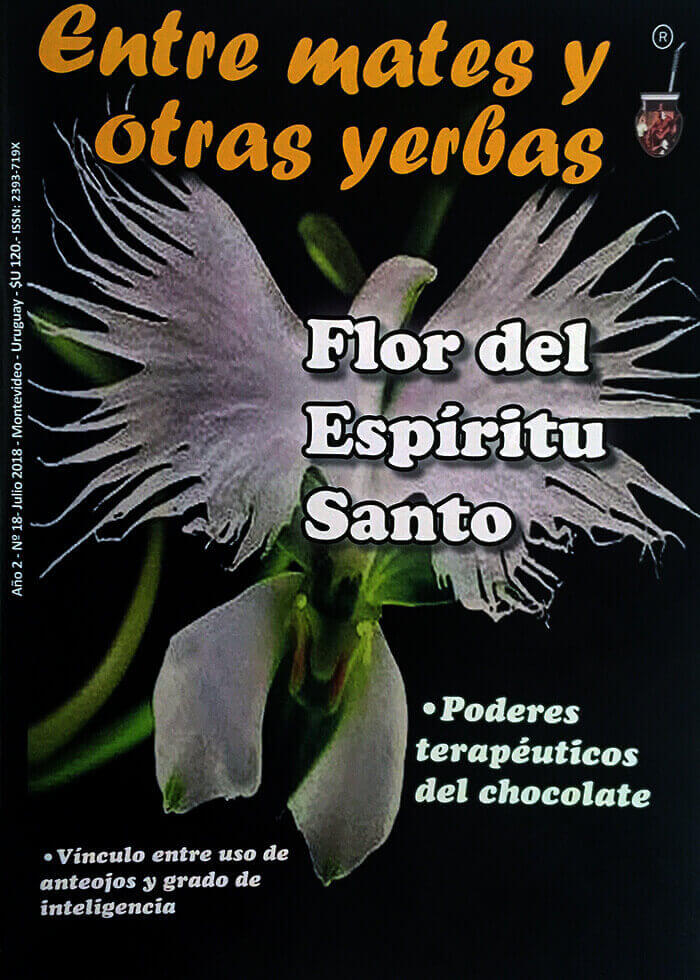 Entre mates y
otras yerbas
®
Año 2 - Nº 18- Julio 2018 - Montevideo - Uruguay - $U 120.- ISSN: 2393-719X
Flor del
Espíritu
Santo
•Poderes
terapéuticos
del chocolate
•Vínculo entre uso de
anteojos y grado de
inteligencia